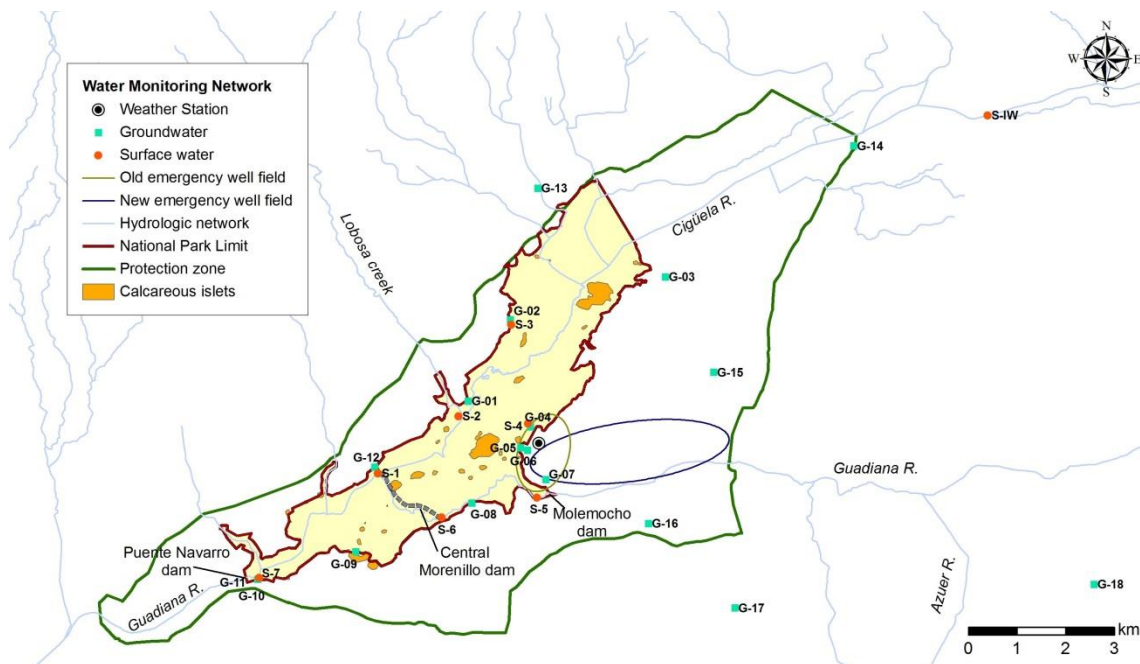 N
W
E
S
Water Monitoring Network
Weather Station
Groundwater
Surface water
Old emergency well field
New emergency well field
Hydrologic network
National Park Limit
Protection zone
Calcareous islets
S-IW
G-14
G-13
Cigüela R.
Lobosa creek
G-03
G-02
S-3
G-15
G-01
S-2
G-04
S-4
G-05
G-06
G-12
S-1
G-07
Guadiana R.
S-5
G-08
Molemocho
dam
S-6
G-16
Central
Morenillo dam
Puente Navarro
dam
G-09
S-7
G-11
G-10
Guadiana R.
Azuer R.
G-18
G-17
km
0 1 2 3